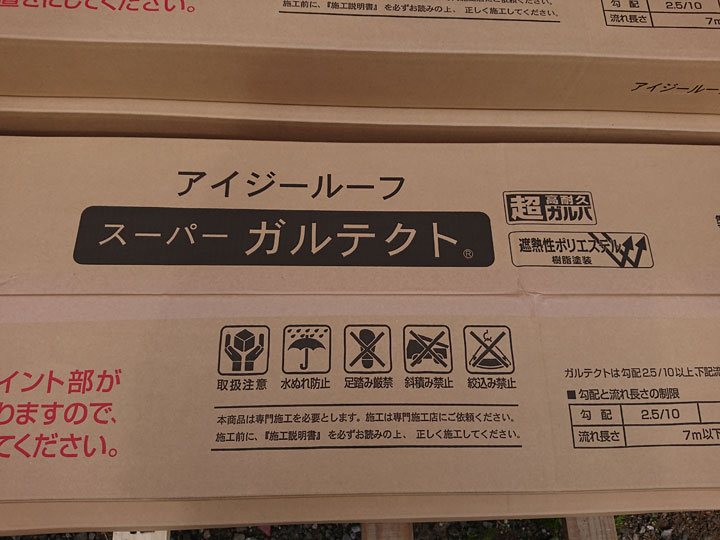 置きにしてください。
施工前に、『施工説明書』を必ずお読みの上、正しく施工してください。
勾 配 2.5/10
流れ長さ 7m
アイジールーフ
アイジールーフ
スーパー ガルテクト®
超 高耐久 ガルバ
遮熱性ポリエステル
樹脂塗装
取扱注意 水ぬれ防止 足踏み厳禁 斜積み禁止 絞込み禁止
本商品は専門施工を必要とします。施工は専門施工店にご依頼ください。
施工前に、『施工説明書』を必ずお読みの上、正しく施工してください。
イント部が
りますので、
てください。
ガルテクトは勾配2.5/10以上下記流
■勾配と流れ長さの制限
勾 配 2.5/10
流れ長さ 7m以下